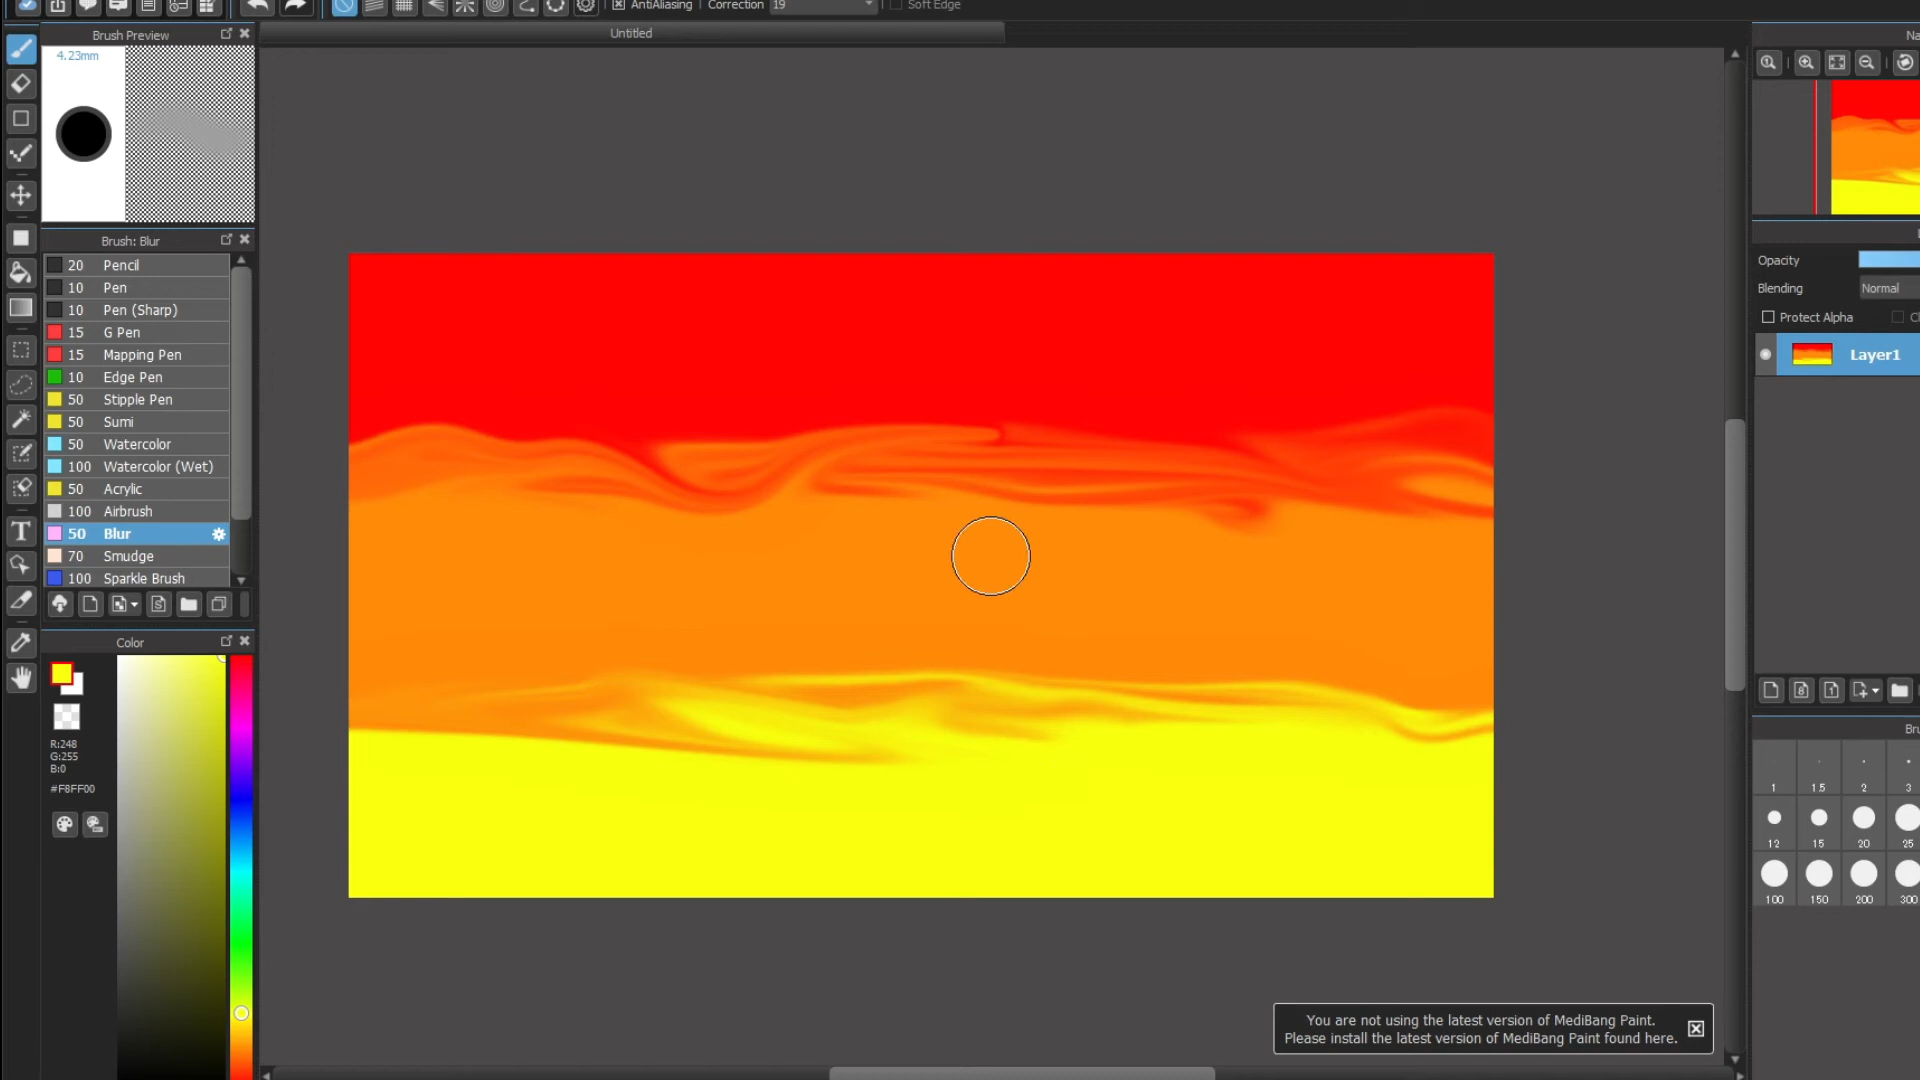 AntiAliasing Correction 19 Soft Edge
Brush Preview
Untitled
4.23mm
Brush: Blur
20 Pencil
10 Pen
10 Pen (Sharp)
15 G Pen
15 Mapping Pen
10 Edge Pen
50 Stipple Pen
50 Sumi
50 Watercolor
100 Watercolor (Wet)
50 Acrylic
100 Airbrush
50 Blur
70 Smudge
100 Sparkle Brush
Color
R:248
G:255
B:0
#F8FF00
Na
Opacity
Blending Normal
Protect Alpha Cl
Layer1
Bru
1 1.5 2 3
12 15 20 25
100 150 200 300
You are not using the latest version of MediBang Paint.
Please install the latest version of MediBang Paint found here.